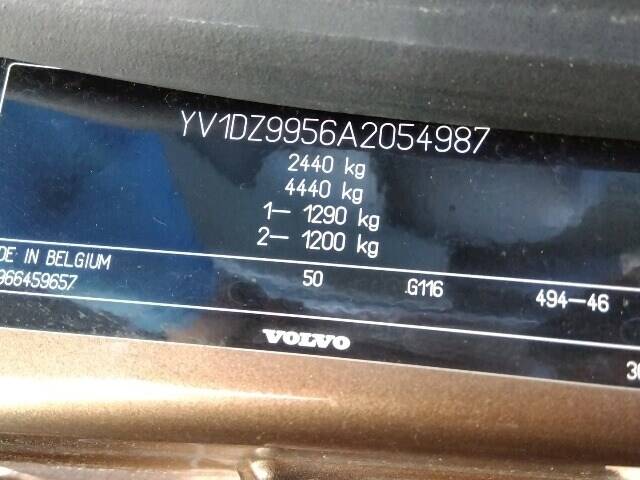 YV1DZ9956A2054987
2440 kg
4440 kg
1– 1290 kg
2– 1200 kg
DE IN BELGIUM
966459657 50 .G116 494–46
VOLVO
30